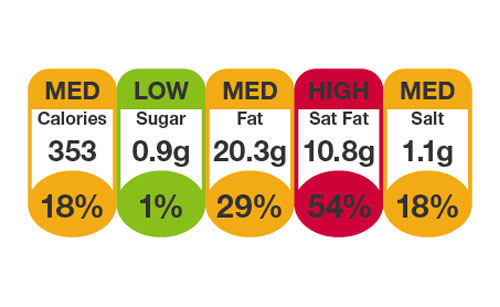 MED LOW MED HIGH MED
Calories Sugar Fat Sat Fat Salt
353 0.9g 20.3g 10.8g 1.1g
18% 1% 29% 54% 18%